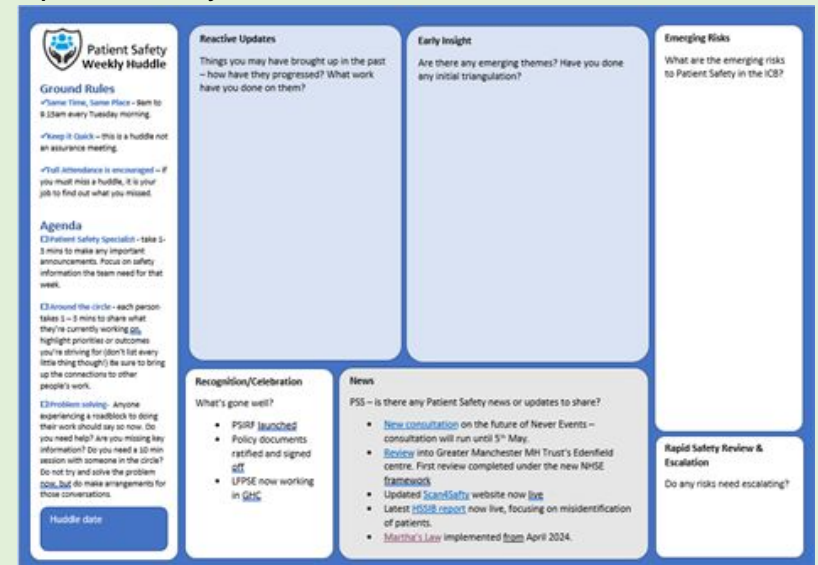 Patient Safety
Weekly Huddle
Ground Rules
✓Same Time, Same Place – 9am to
9.15am every Tuesday morning.
✓Keep it Quick – this is a huddle not
an assurance meeting.
✓Full Attendance is encouraged – if
you must miss a huddle, it is your
job to find out what you missed.
Agenda
☐Patient Safety Specialist – take 1-
3 mins to make any important
announcements. Focus on safety
information the team need for that
week.
☐Around the circle – each person
takes 1 – 3 mins to share what
they're currently working on,
highlight priorities or outcomes
you're striving for (don't list every
little thing though!) Be sure to bring
up the connections to other
people's work.
☐Problem solving- Anyone
experiencing a roadblock to doing
their work should say so now. Do
you need help? Are you missing key
information? Do you need a 10 min
session with someone in the circle?
Do not try and solve the problem
now, but do make arrangements for
those conversations.
Huddle date
Reactive Updates
Things you may have brought up in the past
– how have they progressed? What work
have you done on them?
Early Insight
Are there any emerging themes? Have you done
any initial triangulation?
Emerging Risks
What are the emerging risks
to Patient Safety in the ICB?
Recognition/Celebration
What's gone well?
• PSIRF launched
• Policy documents
ratified and signed
off
• LFPSE now working
in GHC
News
PSS – is there any Patient Safety news or updates to share?
• New consultation on the future of Never Events –
consultation will run until 5th May.
• Review into Greater Manchester MH Trust's Edenfield
centre. First review completed under the new NHSE
framework
• Updated Scan4Safty website now live
• Latest HSSIB report now live, focusing on misidentification
of patients.
• Martha's Law implemented from April 2024.
Rapid Safety Review &
Escalation
Do any risks need escalating?